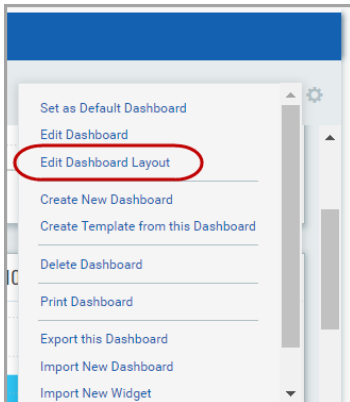 Set as Default Dashboard
Edit Dashboard
Edit Dashboard Layout
Create New Dashboard
Create Template from this Dashboard
Delete Dashboard
Print Dashboard
Export this Dashboard
Import New Dashboard
Import New Widget